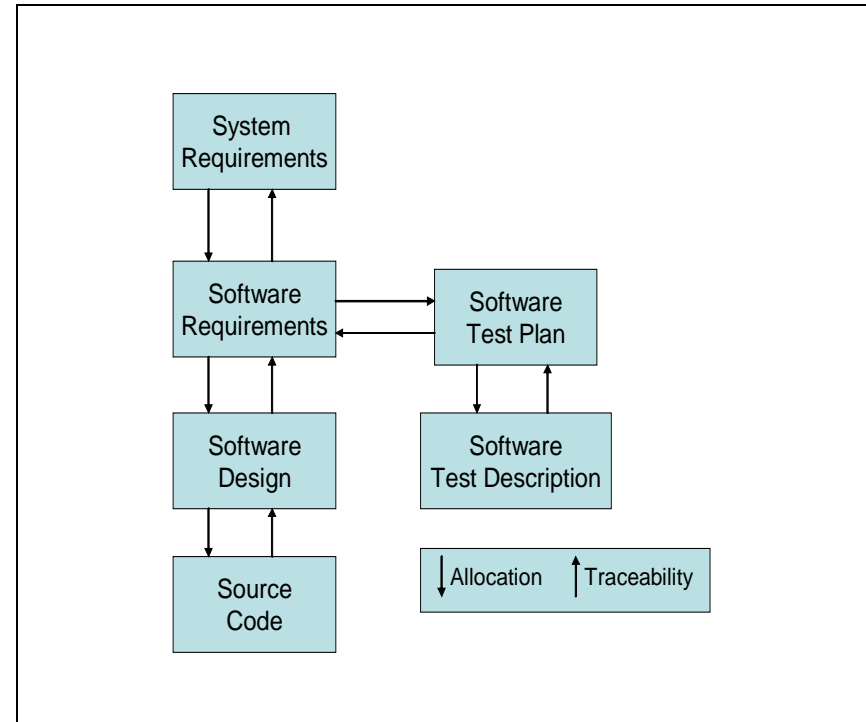 System
Requirements
Software
Requirements
Software
Test Plan
Software
Design
Software
Test Description
Source
Code
Allocation
Traceability